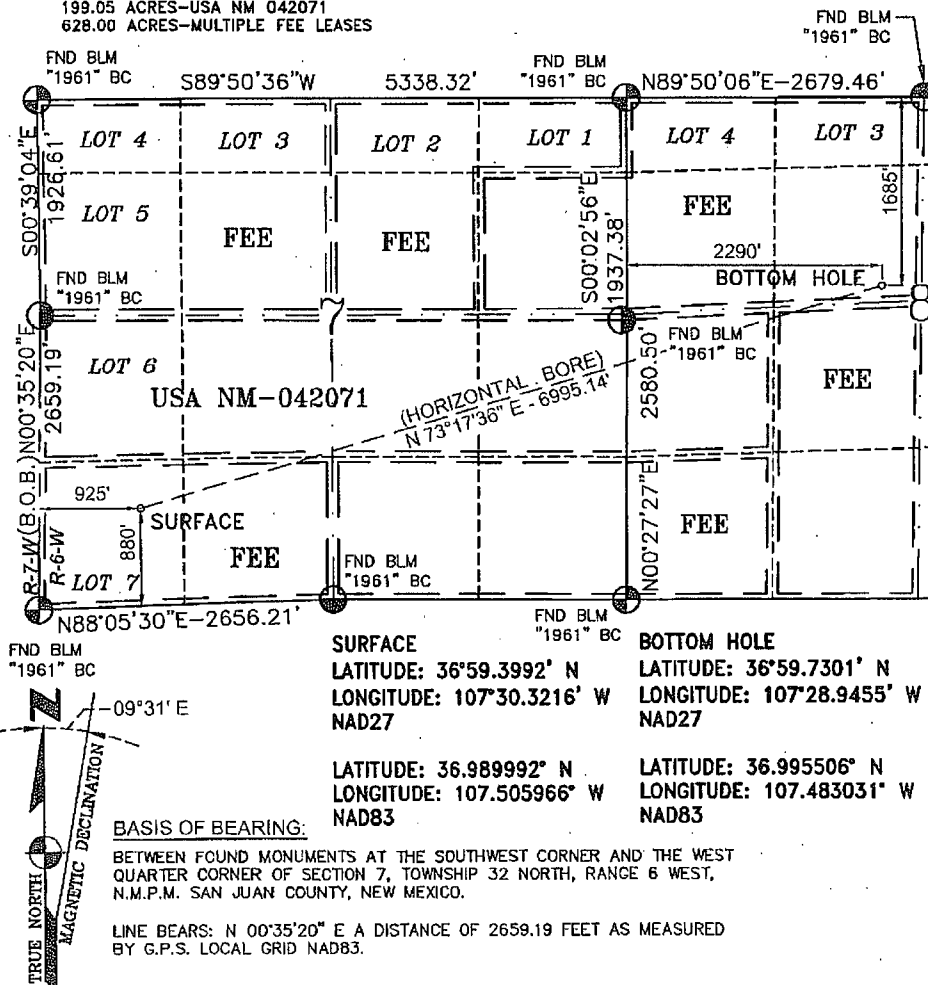 199.05 ACRES-USA NM 042071
628.00 ACRES-MULTIPLE FEE LEASES
FND BLM
"1961" BC
FND BLM
"1961" BC
FND BLM
"1961" BC
S89°50'36"W
5338.32'
N89°50'06"E-2679.46'
LOT 4
LOT 3
LOT 2
LOT 1
LOT 4
LOT 3
S00°39'04"E
1926.61'
LOT 5
FEE
FEE
FEE
S00°02'56"E
1937.38'
1685'
2290'
BOTTOM HOLE
FND BLM
"1961" BC
7
8
FND BLM
"1961" BC
LOT 6
USA NM-042071
(HORIZONTAL BORE)
N 73°17'36" E - 6995.14'
FEE
N00°35'20"E
2659.19'
2580.50'
N00°27'27"E
925'
SURFACE
880'
R-7-W(B.O.B.)
R-6-W
LOT 7
FEE
FEE
FND BLM
"1961" BC
N88°05'30"E-2656.21'
FND BLM
"1961" BC
FND BLM
"1961" BC
SURFACE
LATITUDE: 36°59.3992' N
LONGITUDE: 107°30.3216' W
NAD27
LATITUDE: 36.989992° N
LONGITUDE: 107.505966° W
NAD83
BOTTOM HOLE
LATITUDE: 36°59.7301' N
LONGITUDE: 107°28.9455' W
NAD27
LATITUDE: 36.995506° N
LONGITUDE: 107.483031° W
NAD83
N
09°31' E
TRUE NORTH
MAGNETIC DECLINATION
BASIS OF BEARING:
BETWEEN FOUND MONUMENTS AT THE SOUTHWEST CORNER AND THE WEST
QUARTER CORNER OF SECTION 7, TOWNSHIP 32 NORTH, RANGE 6 WEST,
N.M.P.M. SAN JUAN COUNTY, NEW MEXICO.
LINE BEARS: N 00°35'20" E A DISTANCE OF 2659.19 FEET AS MEASURED
BY G.P.S. LOCAL GRID NAD83.